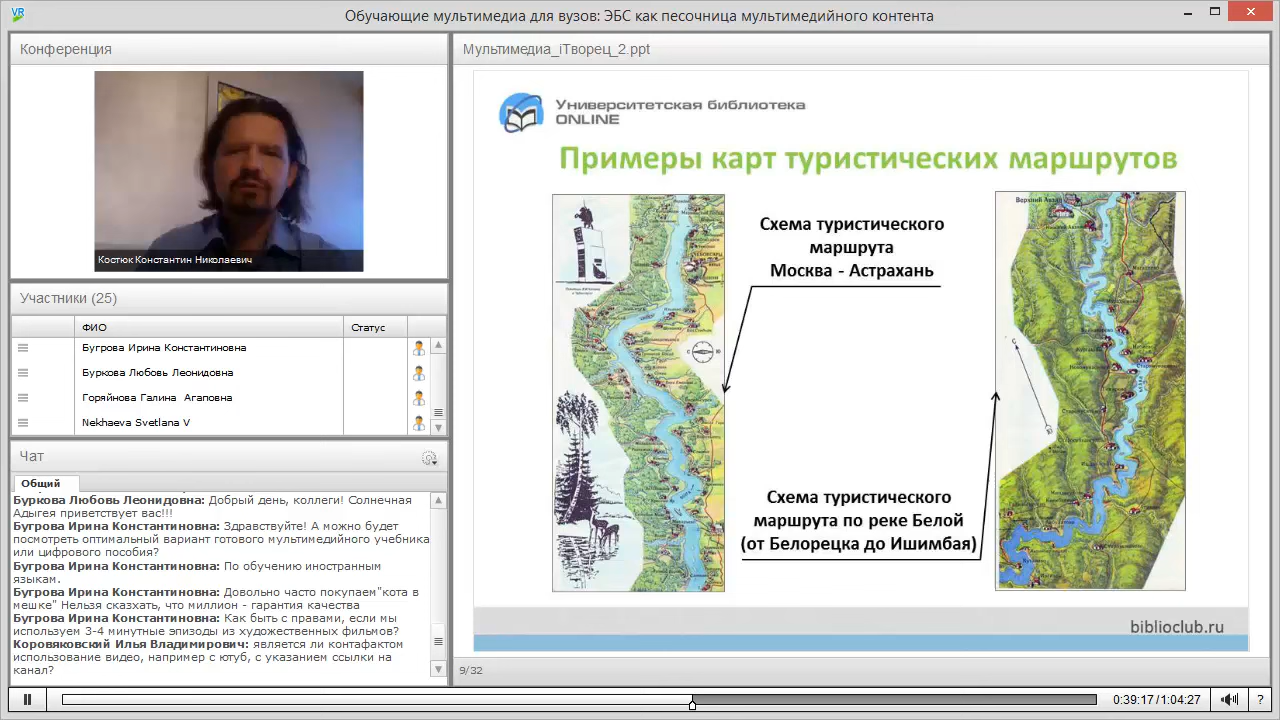 VR
Обучающие мультимедиа для вузов: ЭБС как песочница мультимедийного контента
Конференция
Костюк Константин Николаевич
Участники (25)
ФИО
Статус
Бугрова Ирина Константиновна
Буркова Любовь Леонидовна
Горяйнова Галина Агаповна
Nekhaeva Svetlana V
Чат
Общий
Буркова Любовь Леонидовна: Добрый день, коллеги! Солнечная
Адыгея приветствует вас!!!
Бугрова Ирина Константиновна: Здравствуйте! А можно будет
посмотреть оптимальный вариант готового мультимедийного учебника
или цифрового пособия?
Бугрова Ирина Константиновна: По обучению иностранным
языкам.
Бугрова Ирина Константиновна: Довольно часто покупаем"кота в
мешке" Нельзя сказхать, что миллион - гарантия качества
Бугрова Ирина Константиновна: Как быть с правами, если мы
используем 3-4 минутные эпизоды из художественных фильмов?
Коровяковский Илья Владимирович: является ли контафактом
использование видео, например с ютуб, с указанием ссылки на
канал?
Мультимедиа_iТворец_2.ppt
Университетская библиотека
ONLINE
Примеры карт туристических маршрутов
Схема туристического
маршрута
Москва - Астрахань
Схема туристического
маршрута по реке Белой
(от Белорецка до Ишимбая)
Верхний Авзян
biblioclub.ru
9/32
0:39:17/1:04:27
?